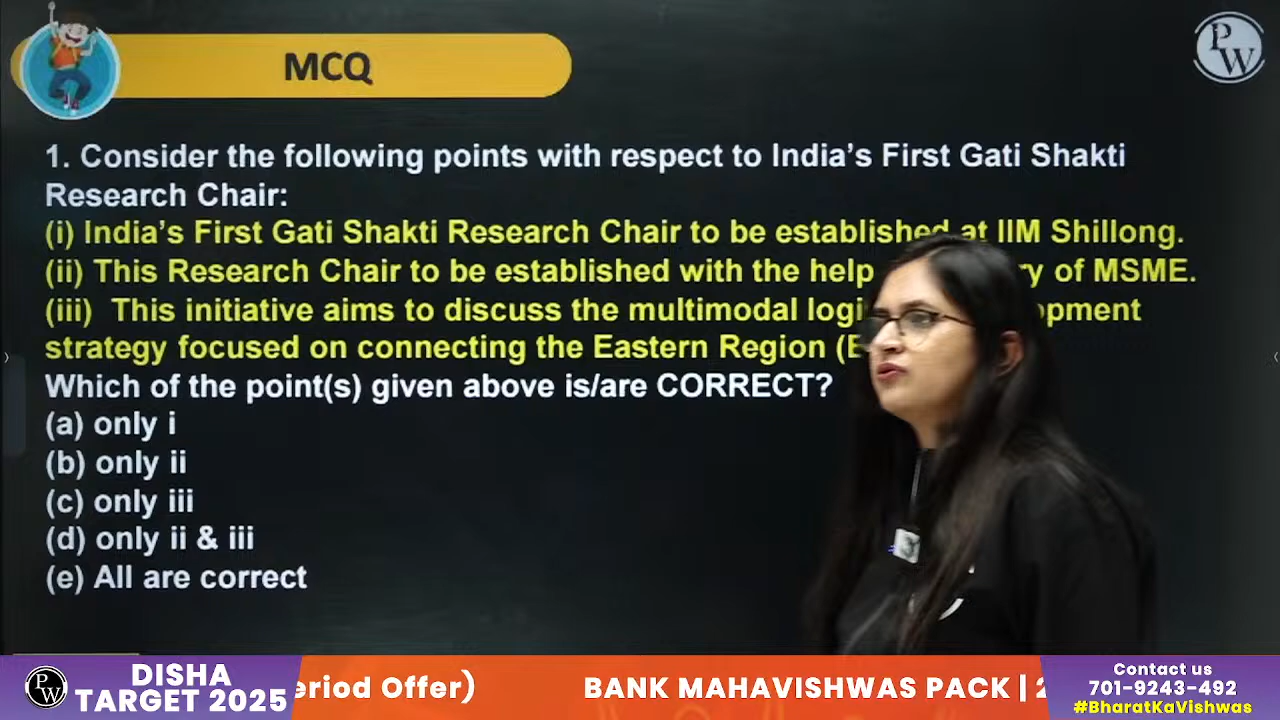 MCQ
PW
1. Consider the following points with respect to India's First Gati Shakti
Research Chair:
(i) India's First Gati Shakti Research Chair to be established at IIM Shillong.
(ii) This Research Chair to be established with the help of MSME.
(iii) This initiative aims to discuss the multimodal
strategy focused on connecting the Eastern Region
Which of the point(s) given above is/are CORRECT?
(a) only i
(b) only ii
(c) only iii
(d) only ii & iii
(e) All are correct
PW
DISHA
TARGET 2025
Offer)
BANK MAHAVISHWAS PACK |
Contact us
701-9243-492
#BharatKaVishwas